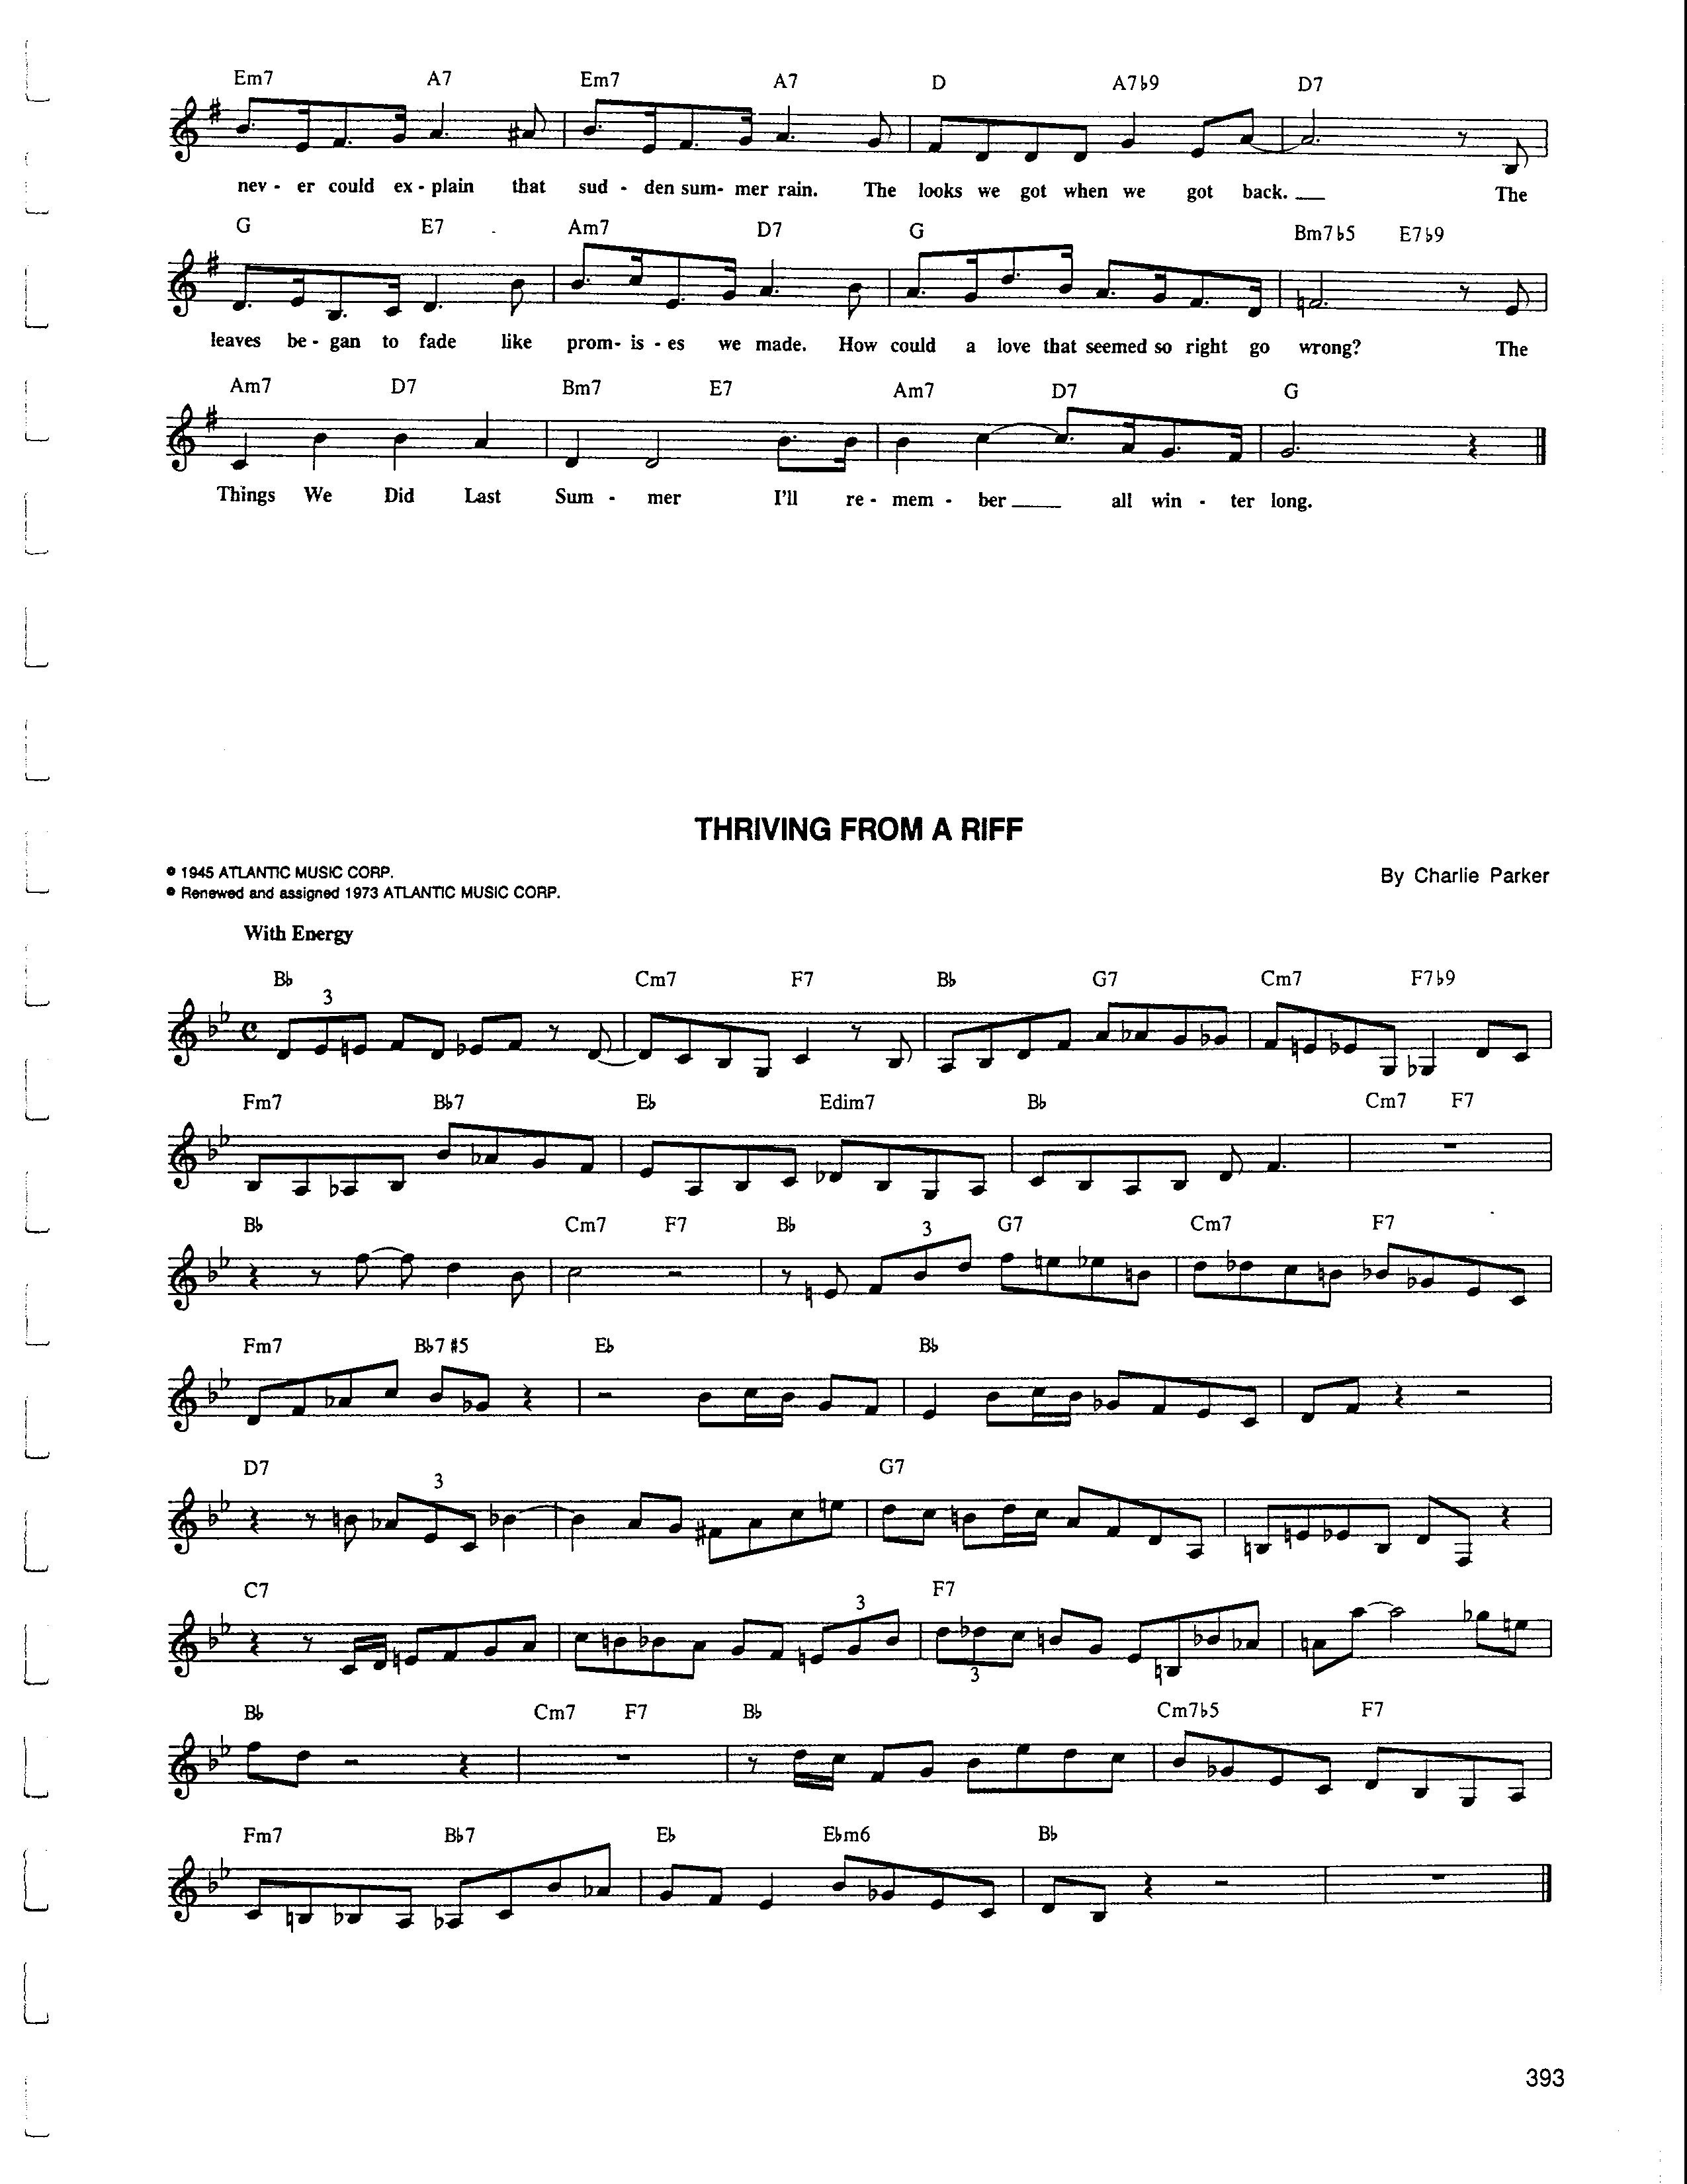 Em7 A7 Em7 A7 D A7♭9 D7
nev - er could ex - plain that sud - den sum- mer rain. The looks we got when we got back. The
G E7 Am7 D7 G Bm7♭5 E7♭9
leaves be - gan to fade like prom- is - es we made. How could a love that seemed so right go wrong? The
Am7 D7 Bm7 E7 Am7 D7 G
Things We Did Last Sum - mer I'll re - mem - ber all win - ter long.
THRIVING FROM A RIFF
© 1945 ATLANTIC MUSIC CORP.
© Renewed and assigned 1973 ATLANTIC MUSIC CORP.
By Charlie Parker
With Energy
B♭ Cm7 F7 B♭ G7 Cm7 F7♭9
3
Fm7 B♭7 E♭ Edim7 B♭ Cm7 F7
B♭ Cm7 F7 B♭ 3 G7 Cm7 F7
Fm7 B♭7 #5 E♭ B♭
D7 3 G7
C7 3 F7
3
B♭ Cm7 F7 B♭ Cm7♭5 F7
Fm7 B♭7 E♭ E♭m6 B♭
393